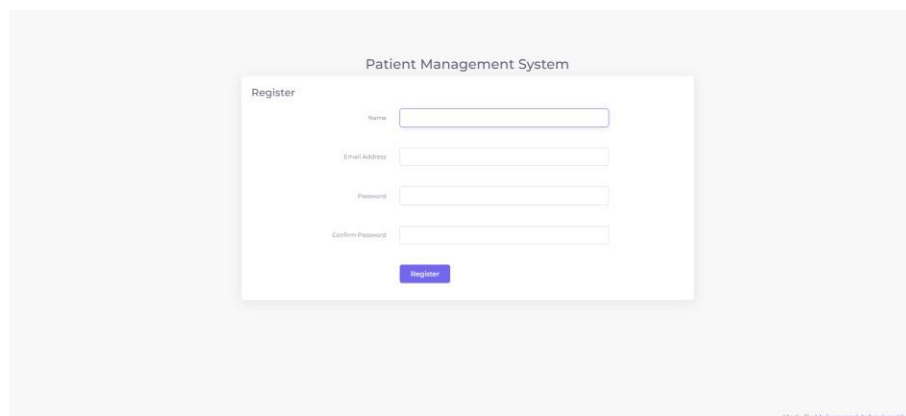 Patient Management System
Register
Name
Email Address
Password
Confirm Password
Register